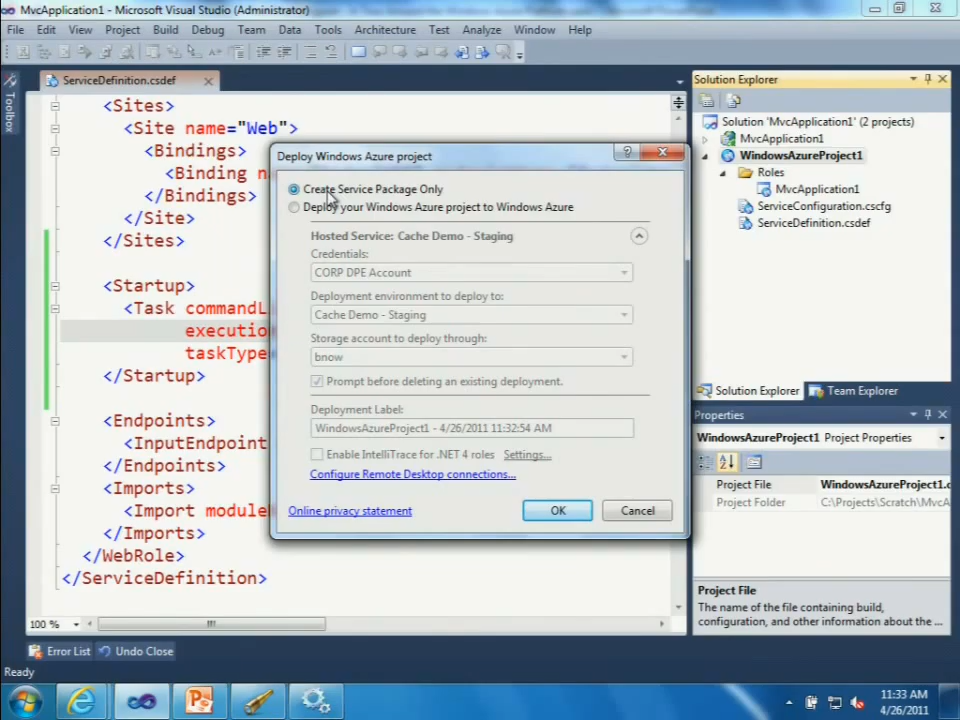 MvcApplication1 - Microsoft Visual Studio (Administrator)
File Edit View Project Build Debug Team Data Tools Architecture Test Analyze Window Help
Toolbox
ServiceDefinition.csdef
<Sites>
<Site name="Web">
<Bindings>
<Binding
</Bindings>
</Site>
</Sites>
<Startup>
<Task commandL
executio
taskType
</Startup>
<Endpoints>
<InputEndpoint
</Endpoints>
<Imports>
<Import module
</Imports>
</WebRole>
</ServiceDefinition>
100 %
Error List Undo Close
Ready
Deploy Windows Azure project
Create Service Package Only
Deploy your Windows Azure project to Windows Azure
Hosted Service: Cache Demo - Staging
Credentials:
CORP DPE Account
Deployment environment to deploy to:
Cache Demo - Staging
Storage account to deploy through:
bnow
Prompt before deleting an existing deployment.
Deployment Label:
WindowsAzureProject1 - 4/26/2011 11:32:54 AM
Enable IntelliTrace for .NET 4 roles Settings...
Configure Remote Desktop connections...
Online privacy statement
OK Cancel
Solution Explorer
Solution 'MvcApplication1' (2 projects)
MvcApplication1
WindowsAzureProject1
Roles
MvcApplication1
ServiceConfiguration.cscfg
ServiceDefinition.csdef
Solution Explorer Team Explorer
Properties
WindowsAzureProject1 Project Properties
Project File WindowsAzureProject1.c
Project Folder C:\Projects\Scratch\MvcA
Project File
The name of the file containing build,
configuration, and other information about the ...
11:33 AM
4/26/2011